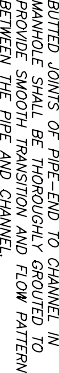 BUTTED JOINTS OF PIPE-END TO CHANNEL IN
MANHOLE SHALL BE THOROUGHLY GROUTED TO
PROVIDE SMOOTH TRANSITION AND FLOW PATTERN
BETWEEN THE PIPE AND CHANNEL.